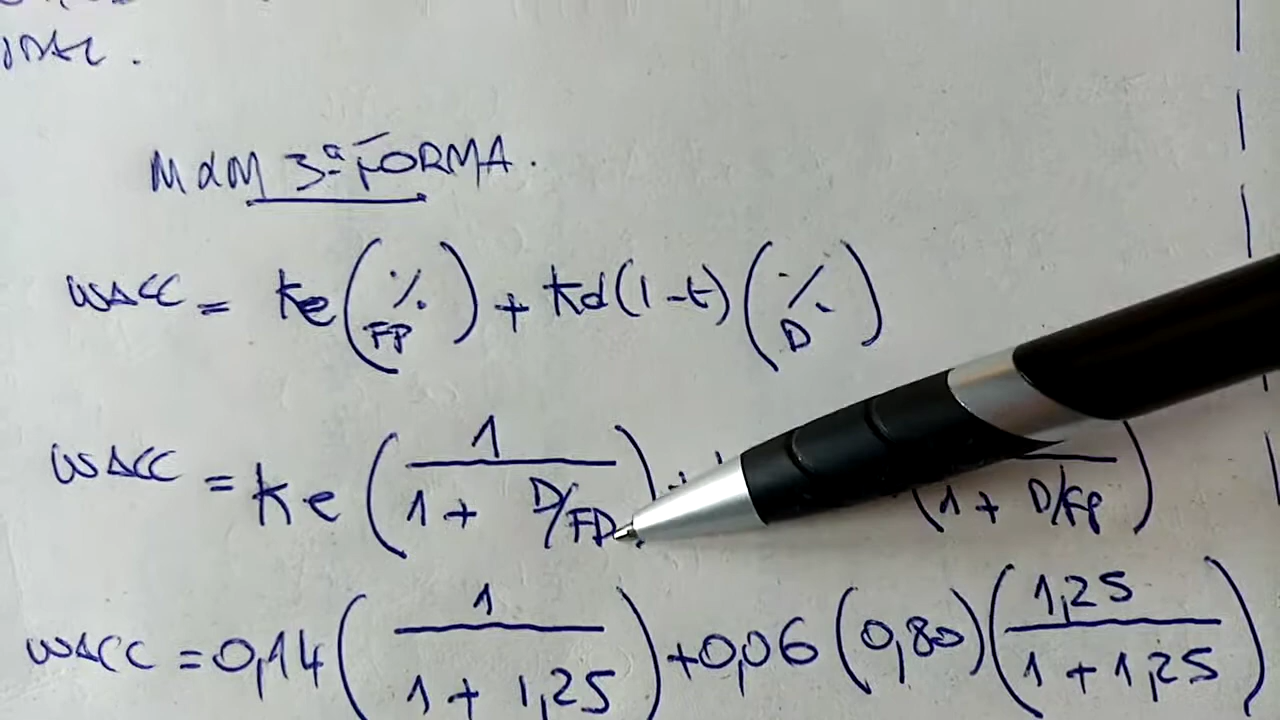 MdM 3ª FORMA.
WACC = Ke (% FP) + Kd (1-t) (% D)
WACC = Ke (1 / 1 + D/FP) + (1 + D/FP)
WACC = 0,14 (1 / 1 + 1,25) + 0,06 (0,80) (1,25 / 1 + 1,25)